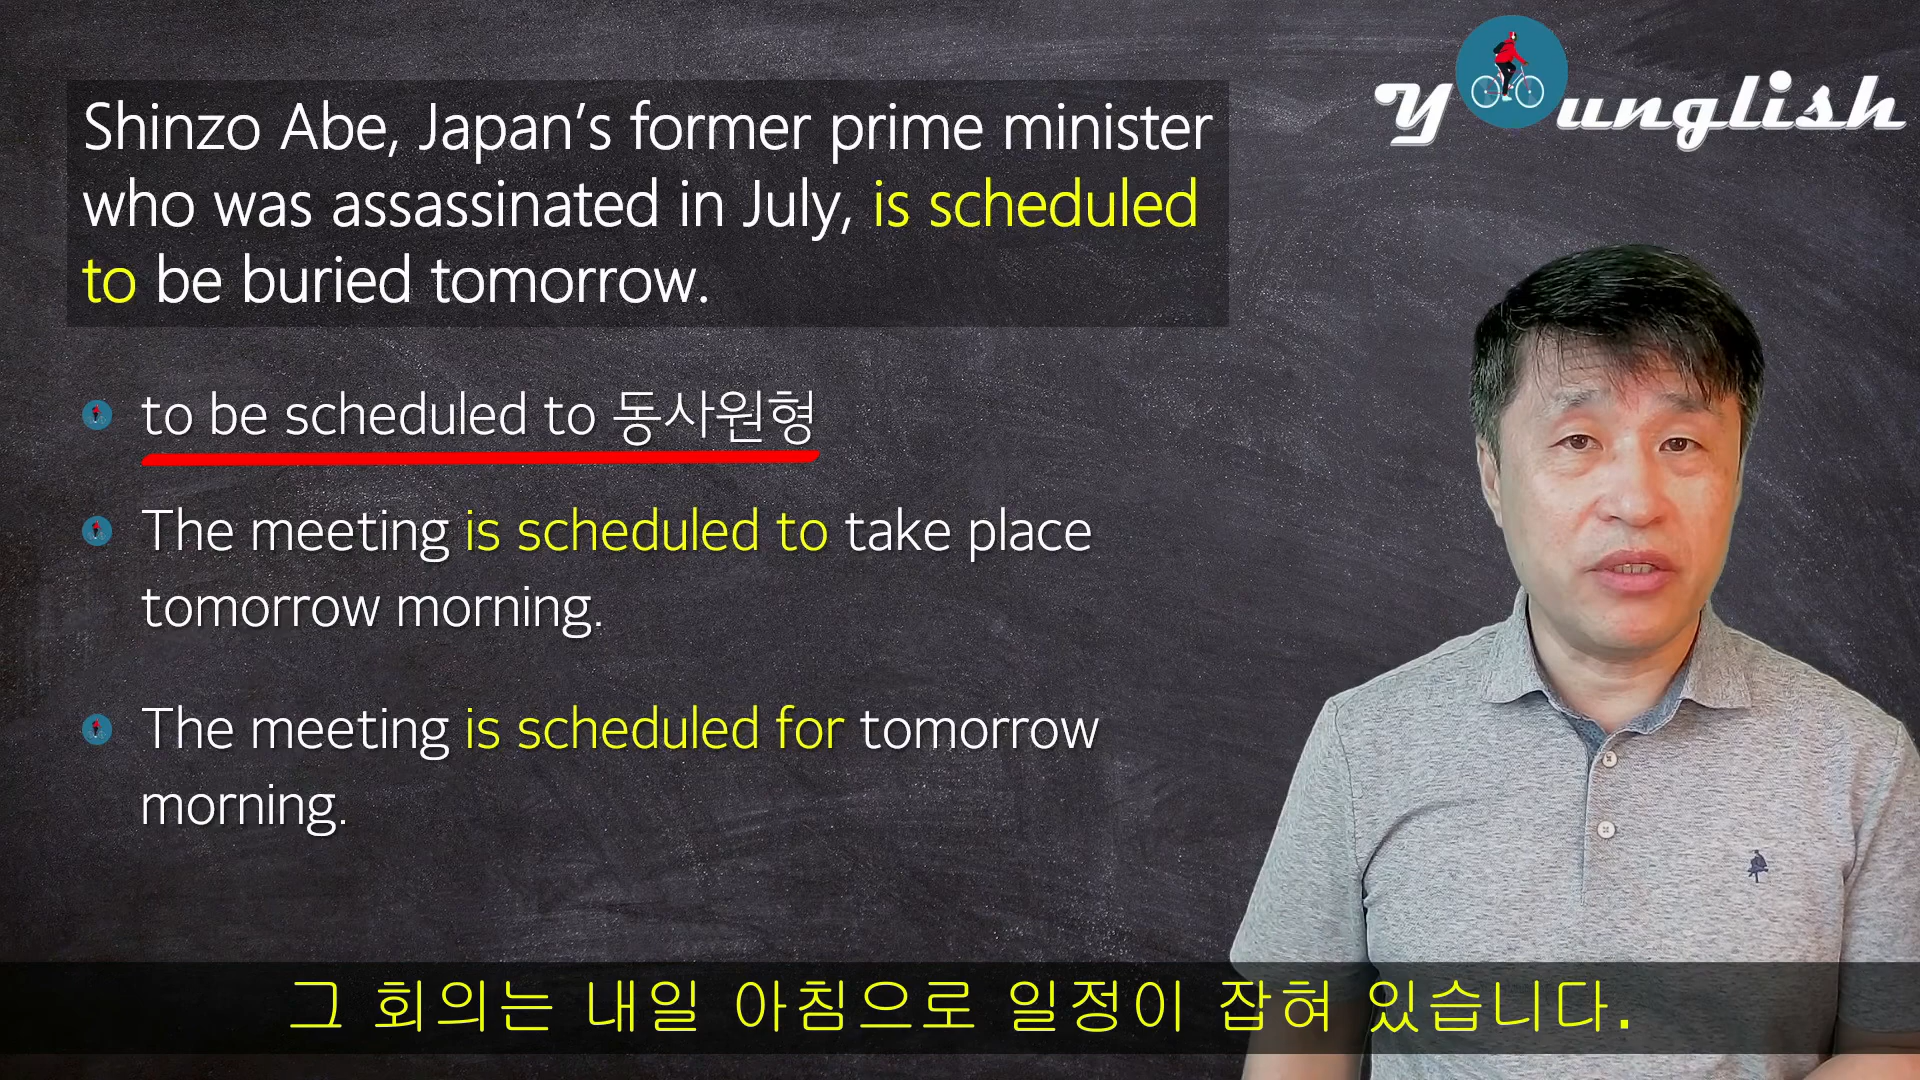 Younglish
Shinzo Abe, Japan’s former prime minister
who was assassinated in July, is scheduled
to be buried tomorrow.
to be scheduled to 동사원형
The meeting is scheduled to take place
tomorrow morning.
The meeting is scheduled for tomorrow
morning.
그 회의는 내일 아침으로 일정이 잡혀 있습니다.